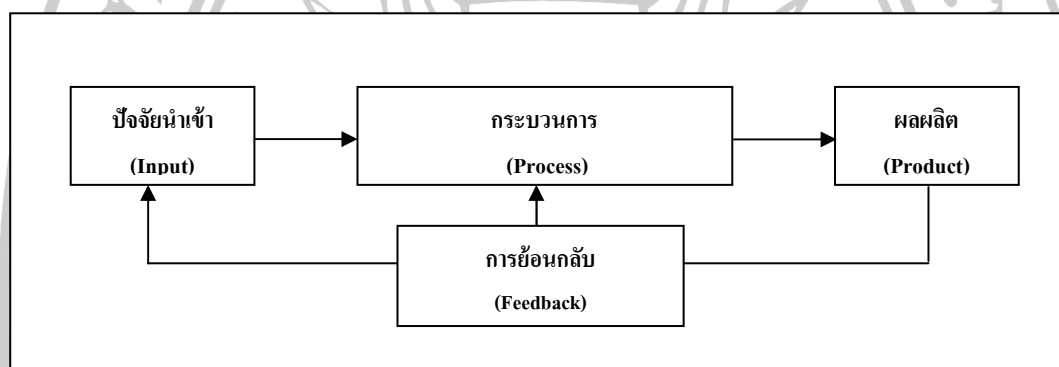 ปัจจัยนำเข้า
(Input)
กระบวนการ
(Process)
ผลผลิต
(Product)
การย้อนกลับ
(Feedback)